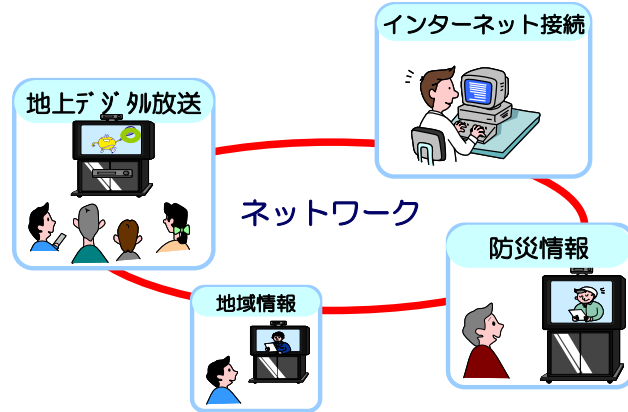 インターネット接続
地上デジタル放送
ネットワーク
防災情報
地域情報